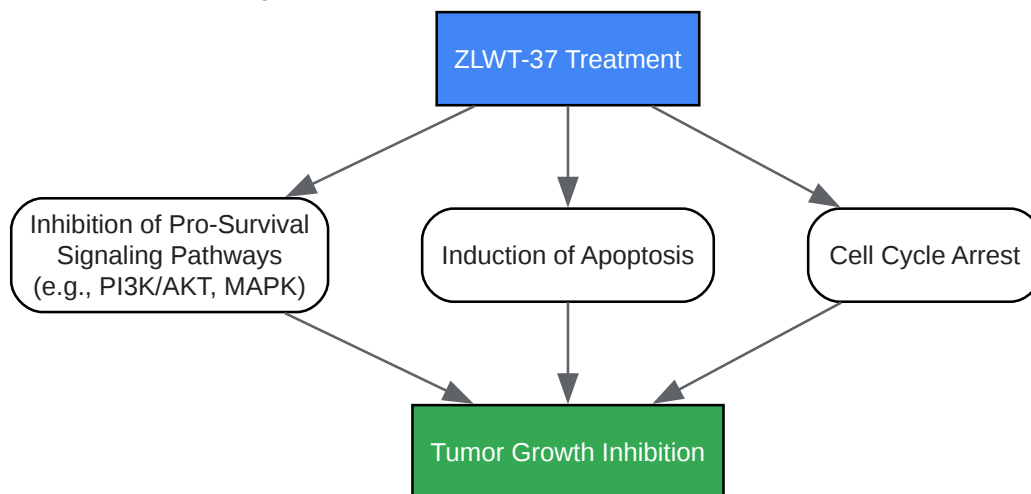 ZLWT-37 Treatment
Inhibition of Pro-Survival
Signaling Pathways
(e.g., PI3K/AKT, MAPK)
Induction of Apoptosis
Cell Cycle Arrest
Tumor Growth Inhibition